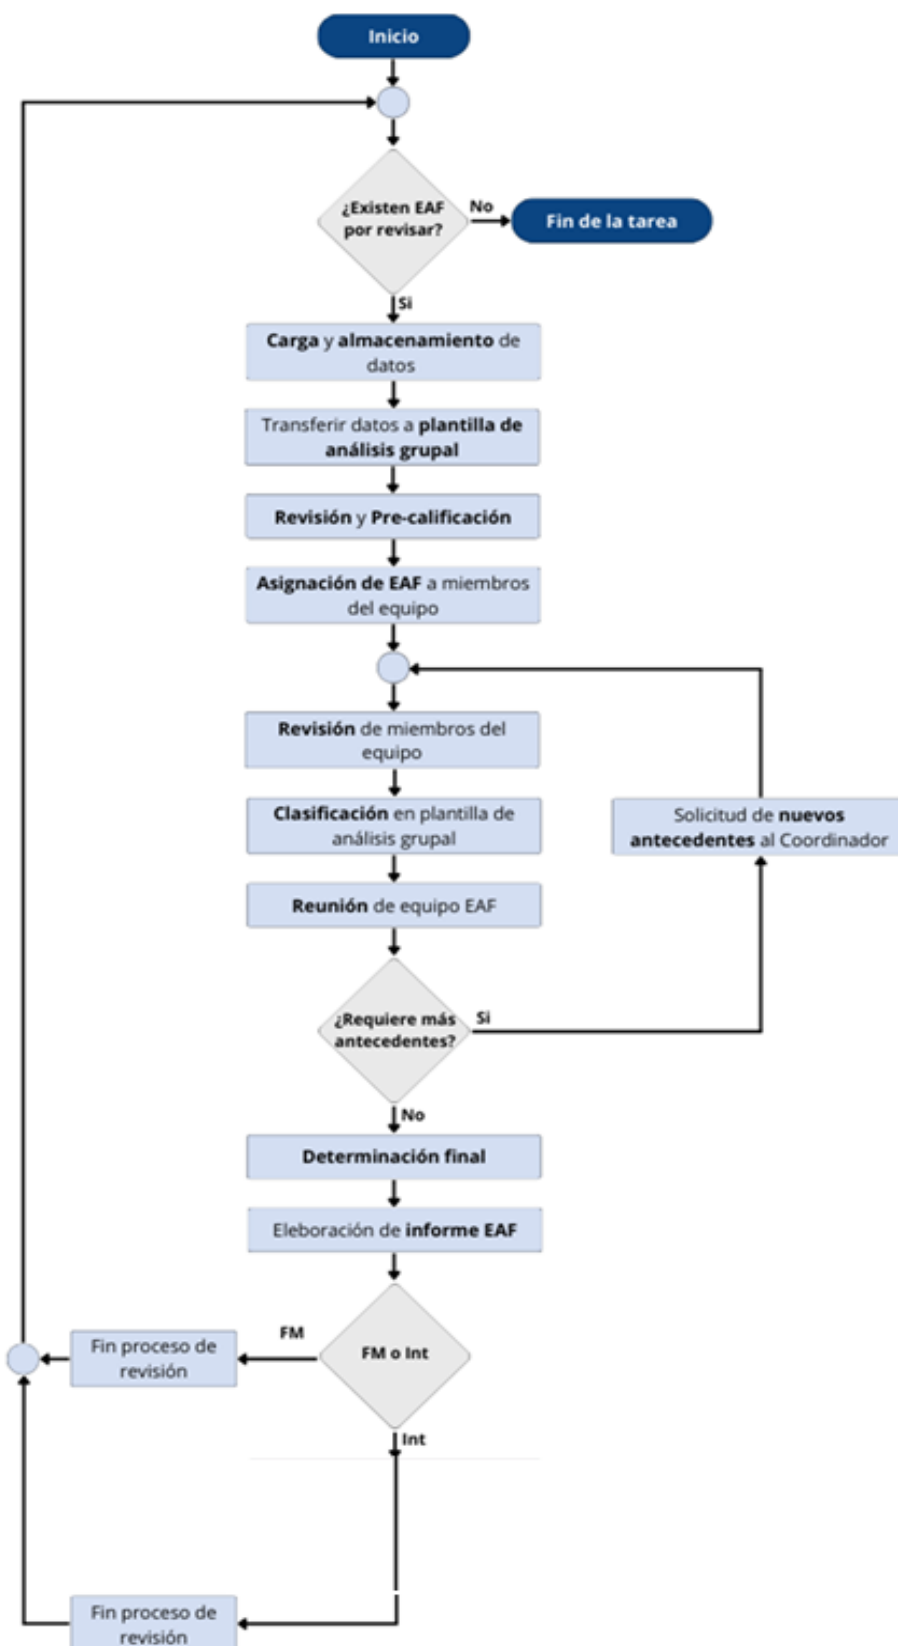 Inicio
¿Existen EAF
por revisar?
No
Fin de la tarea
Si
Carga y almacenamiento de
datos
Transferir datos a plantilla de
análisis grupal
Revisión y Pre-calificación
Asignación de EAF a miembros
del equipo
Revisión de miembros del
equipo
Clasificación en plantilla de
análisis grupal
Solicitud de nuevos
antecedentes al Coordinador
Reunión de equipo EAF
¿Requiere más
antecedentes?
Si
No
Determinación final
Eleboración de informe EAF
FM o Int
FM
Fin proceso de
revisión
Int
Fin proceso de
revisión